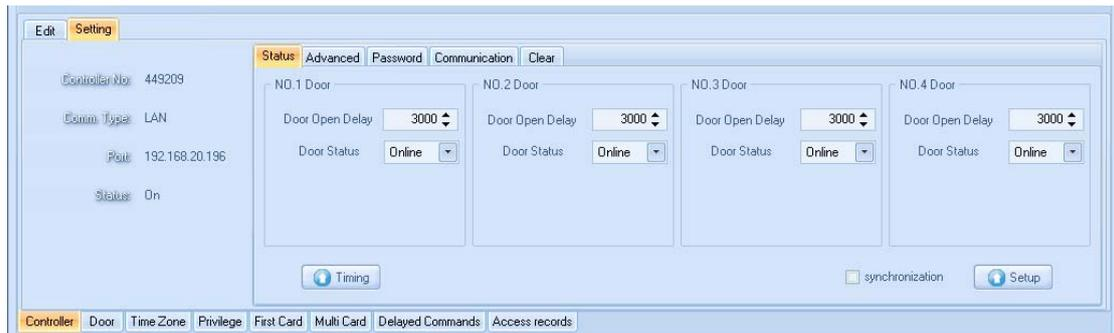 Edit Setting
Status Advanced Password Communication Clear
Controller No: 449209
Comm. Type: LAN
Port: 192.168.20.196
Status: On
NO.1 Door NO.2 Door NO.3 Door NO.4 Door
Door Open Delay 3000 Door Open Delay 3000 Door Open Delay 3000 Door Open Delay 3000
Door Status Online Door Status Online Door Status Online Door Status Online
Timing synchronization Setup
Controller Door Time Zone Privilege First Card Multi Card Delayed Commands Access records